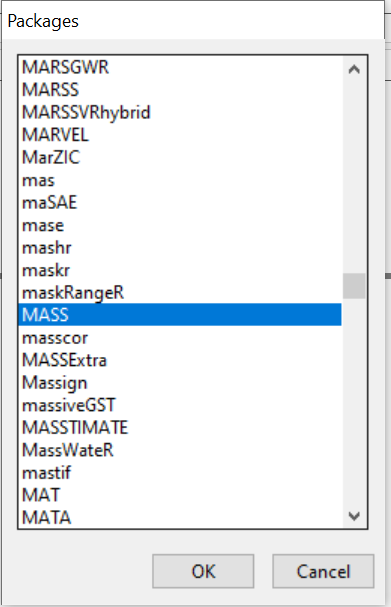 Packages
MARSGWR
MARSS
MARSSVRhybrid
MARVEL
MarZIC
mas
maSAE
mase
mashr
maskr
maskRangeR
MASS
masscor
MASSExtra
Massign
massiveGST
MASSTIMATE
MassWateR
mastif
MAT
MATA
OK
Cancel